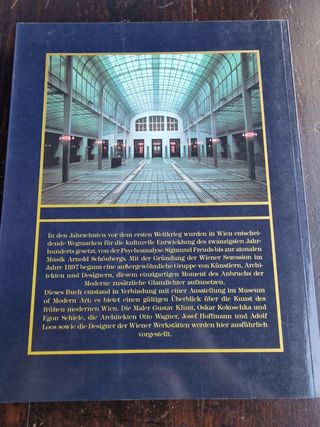 In den Jahrzehnten vor dem ersten Weltkrieg wurden in Wien entschei-
dende Wegmarken für die kulturelle Entwicklung des zwanzigsten Jahr-
hunderts gesetzt, von der Psychoanalyse Sigmund Freuds bis zur atonalen
Musik Arnold Schönbergs. Mit der Gründung der Wiener Sezession im
Jahre 1897 begann eine außergewöhnliche Gruppe von Künstlern, Archi-
tekten und Designern, diesem einzigartigen Moment des Anbruchs der
Moderne zusätzliche Glanzlichter aufzusetzen.
Dieses Buch entstand in Verbindung mit einer Ausstellung im Museum
of Modern Art; es bietet einen gültigen Überblick über die Kunst des
frühen modernen Wien. Die Maler Gustav Klimt, Oskar Kokoschka und
Egon Schiele, die Architekten Otto Wagner, Josef Hoffmann und Adolf
Loos sowie die Designer der Wiener Werkstätten werden hier ausführlich
vorgestellt.